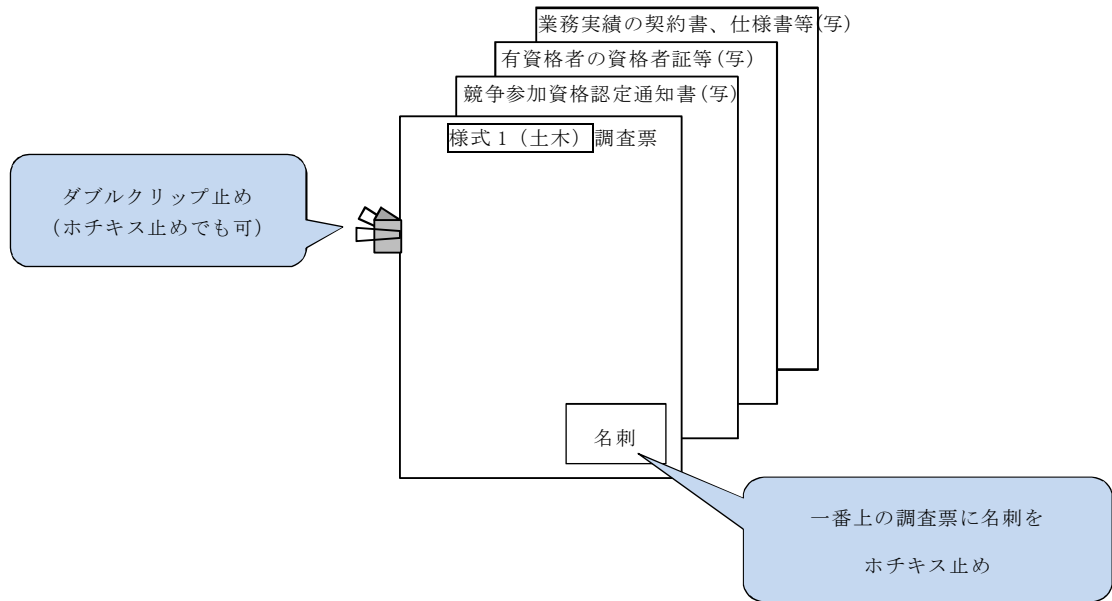 業務実績の契約書、仕様書等(写)
有資格者の資格者証等(写)
競争参加資格認定通知書(写)
様式1（土木）調査票
ダブルクリップ止め
（ホチキス止めでも可）
名刺
一番上の調査票に名刺を
ホチキス止め